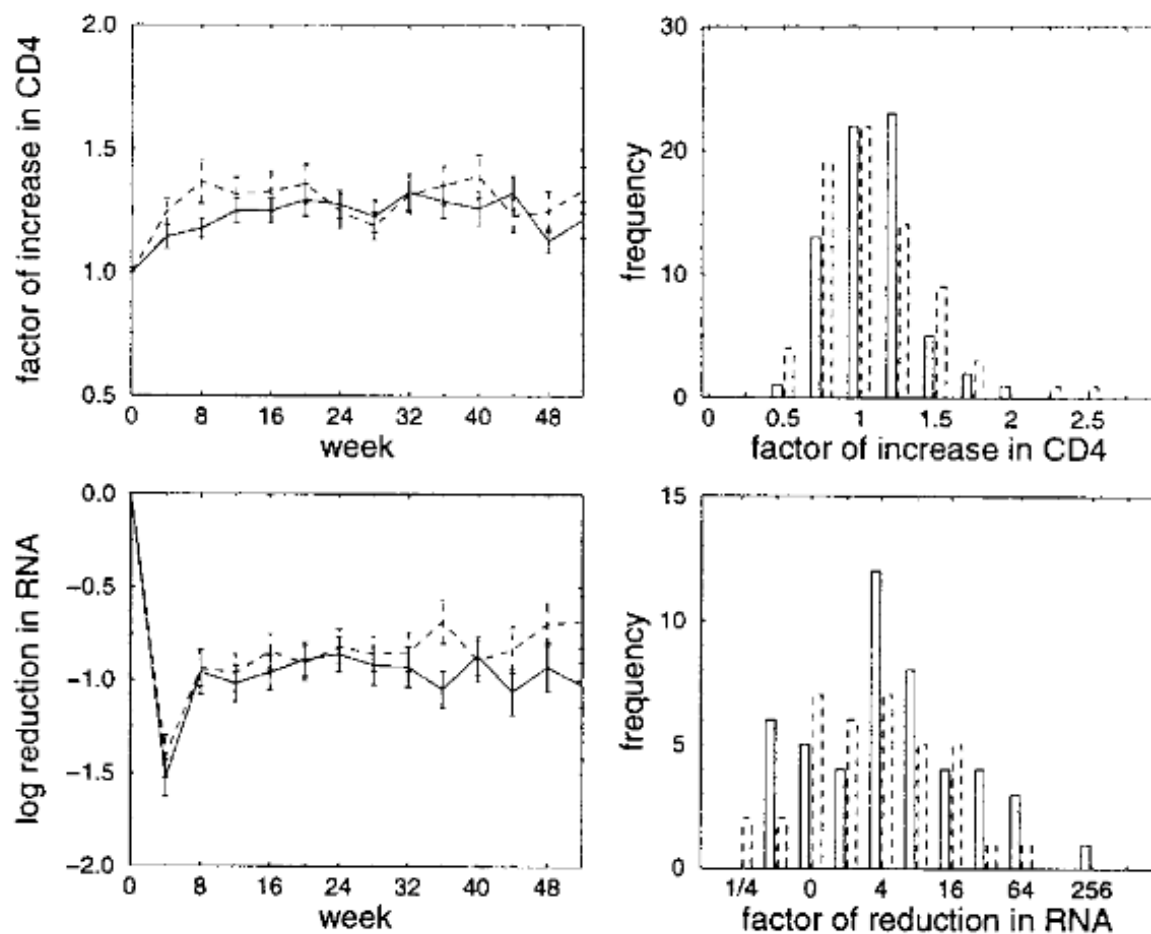 factor of increase in CD4
2.0
1.5
1.0
0.5
0 8 16 24 32 40 48
week
frequency
30
20
10
0
0 0.5 1 1.5 2 2.5
factor of increase in CD4
log reduction in RNA
0.0
−0.5
−1.0
−1.5
−2.0
0 8 16 24 32 40 48
week
frequency
15
10
5
0
1/4 0 4 16 64 256
factor of reduction in RNA